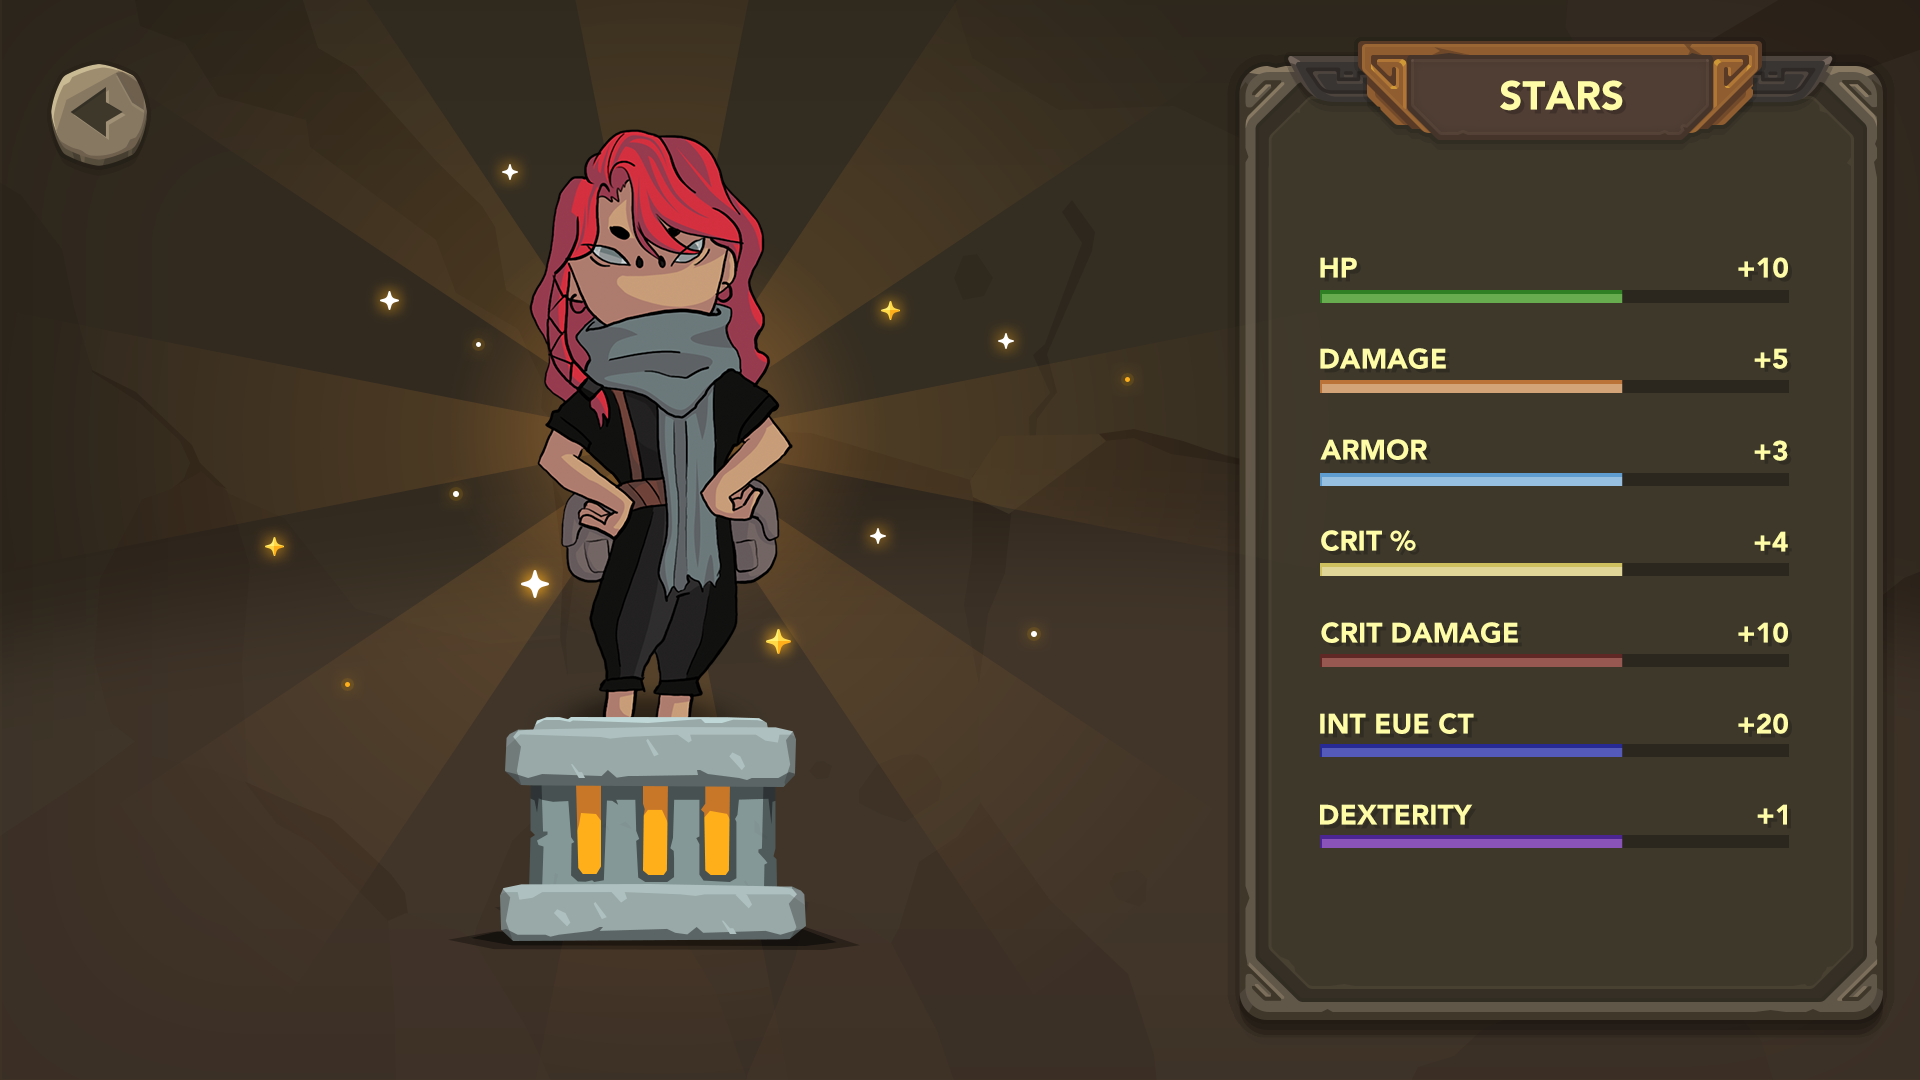 STARS
HP +10
DAMAGE +5
ARMOR +3
CRIT % +4
CRIT DAMAGE +10
INT EUE CT +20
DEXTERITY +1